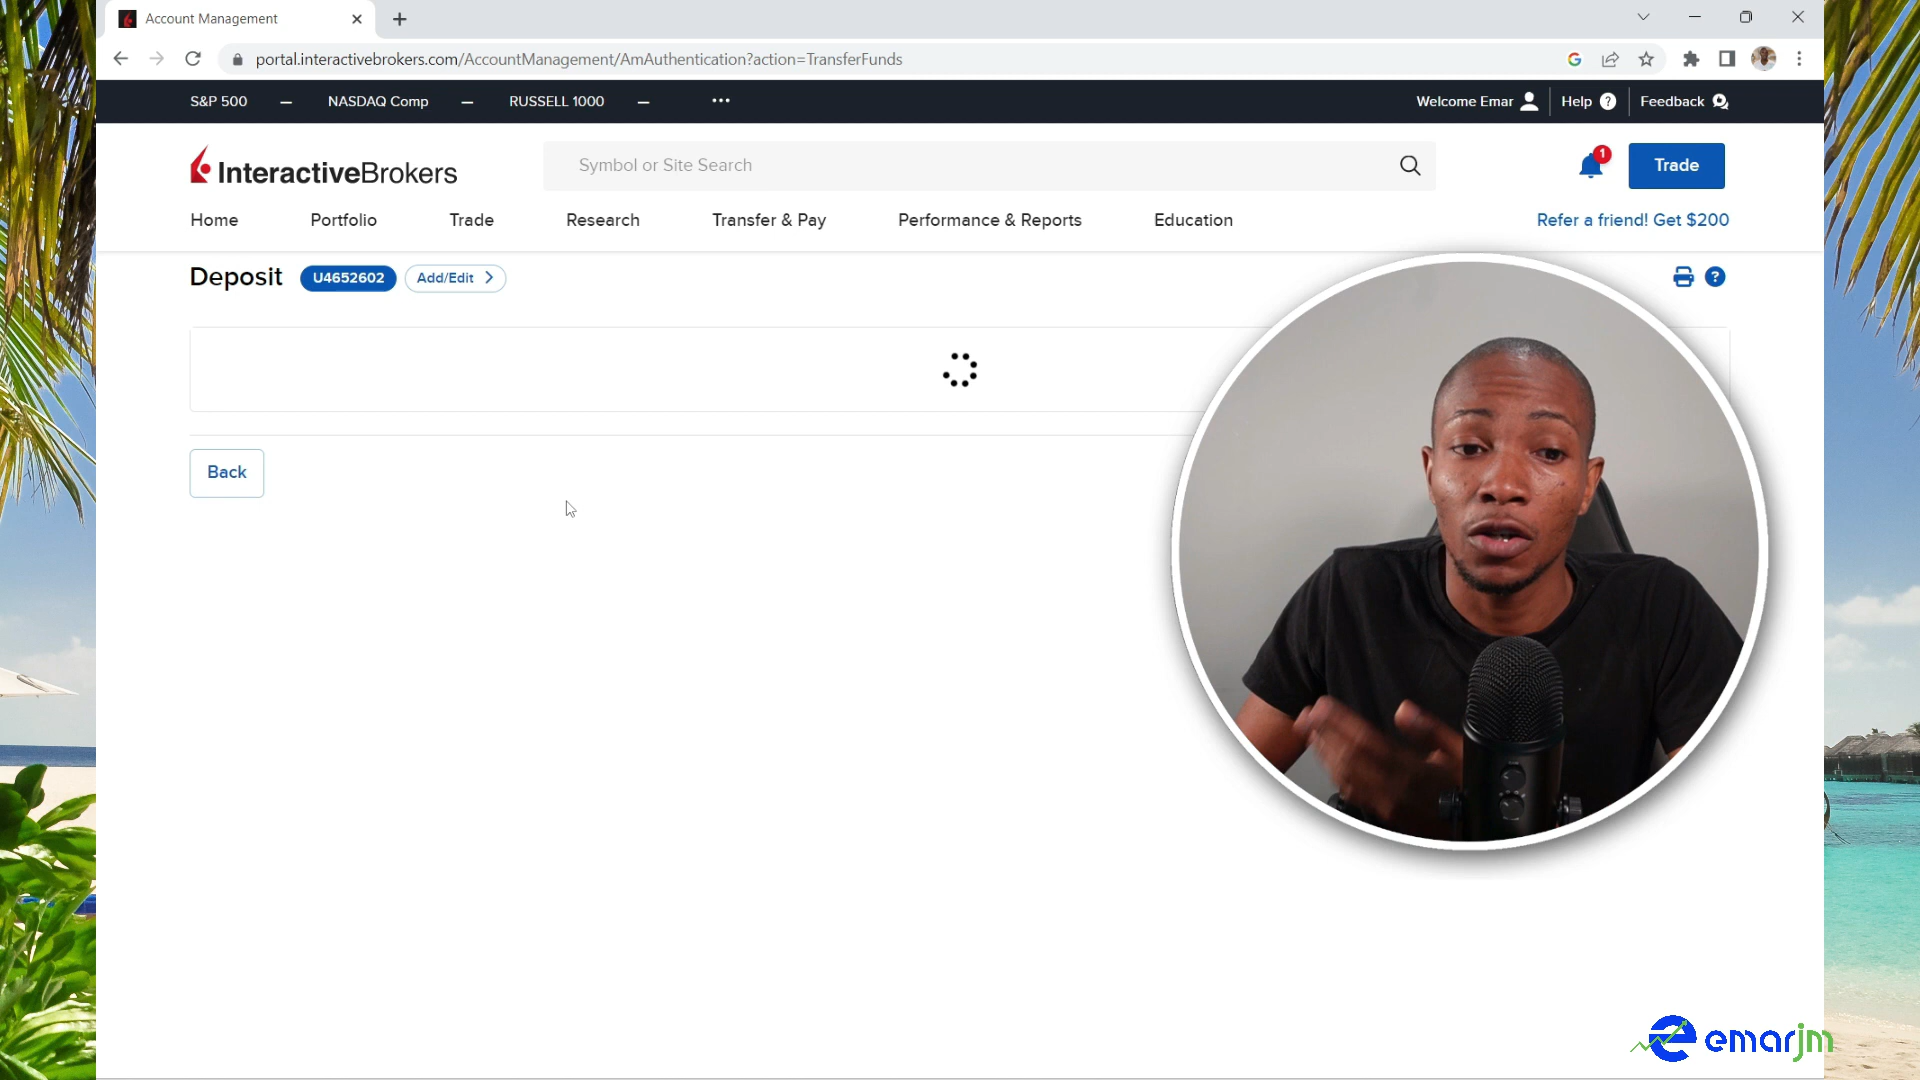 Account Management
portal.interactivebrokers.com/AccountManagement/AmAuthentication?action=TransferFunds
S&P 500 – NASDAQ Comp – RUSSELL 1000 – ••• Welcome Emar Help ? Feedback
InteractiveBrokers Symbol or Site Search 1 Trade
Home Portfolio Trade Research Transfer & Pay Performance & Reports Education Refer a friend! Get $200
Deposit U4652602 Add/Edit ?
Back
emarjm